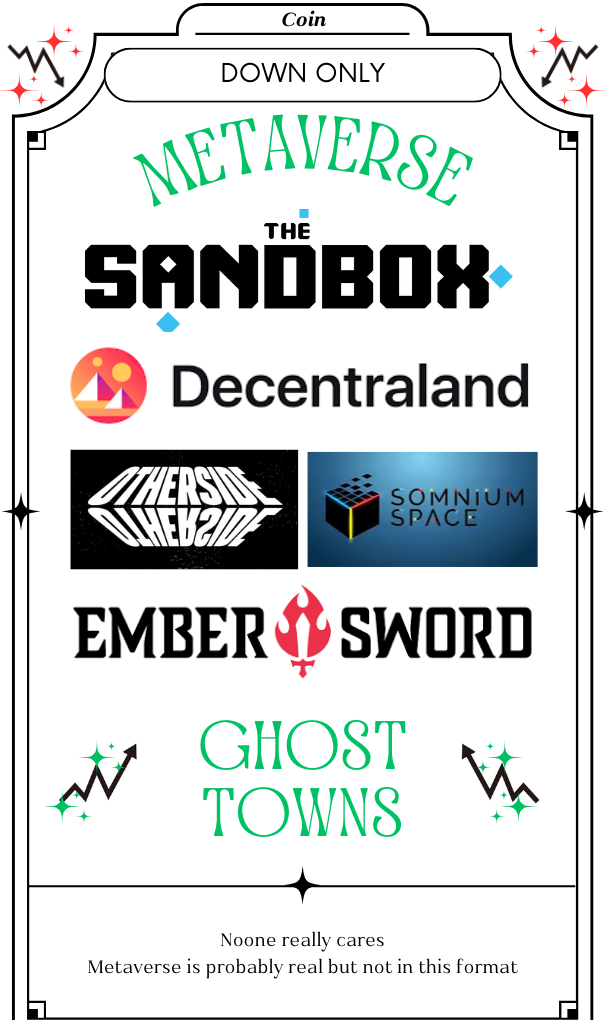 Coin
DOWN ONLY
METAVERSE
THE
SANDBOX
Decentraland
OTHERSIDE
OTHERSIDE
SOMNIUM
SPACE
EMBER SWORD
GHOST
TOWNS
Noone really cares
Metaverse is probably real but not in this format